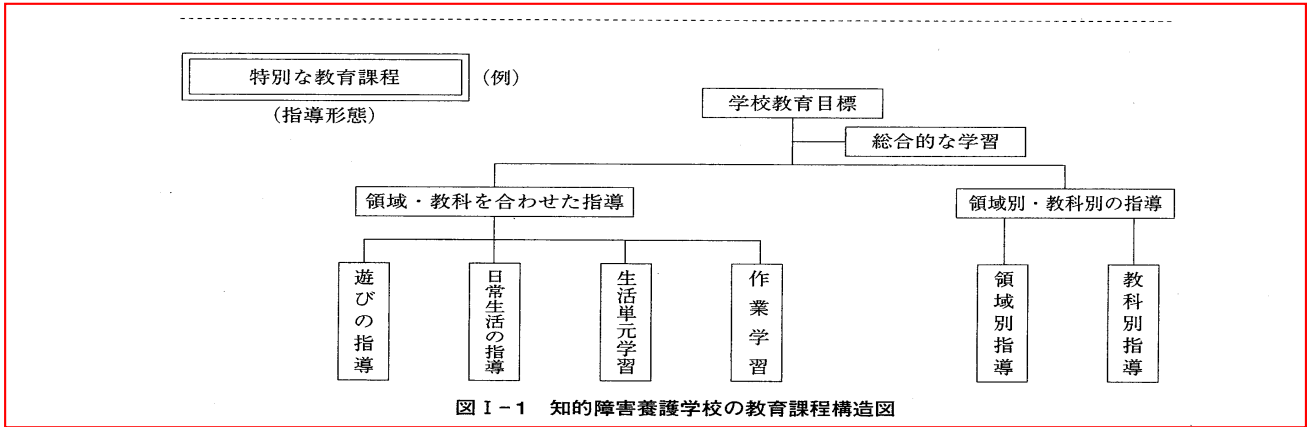 特別な教育課程
(例)
(指導形態)
学校教育目標
総合的な学習
領域・教科を合わせた指導
領域別・教科別の指導
遊びの指導
日常生活の指導
生活単元学習
作業学習
領域別指導
教科別指導
図Ⅰ-1 知的障害養護学校の教育課程構造図